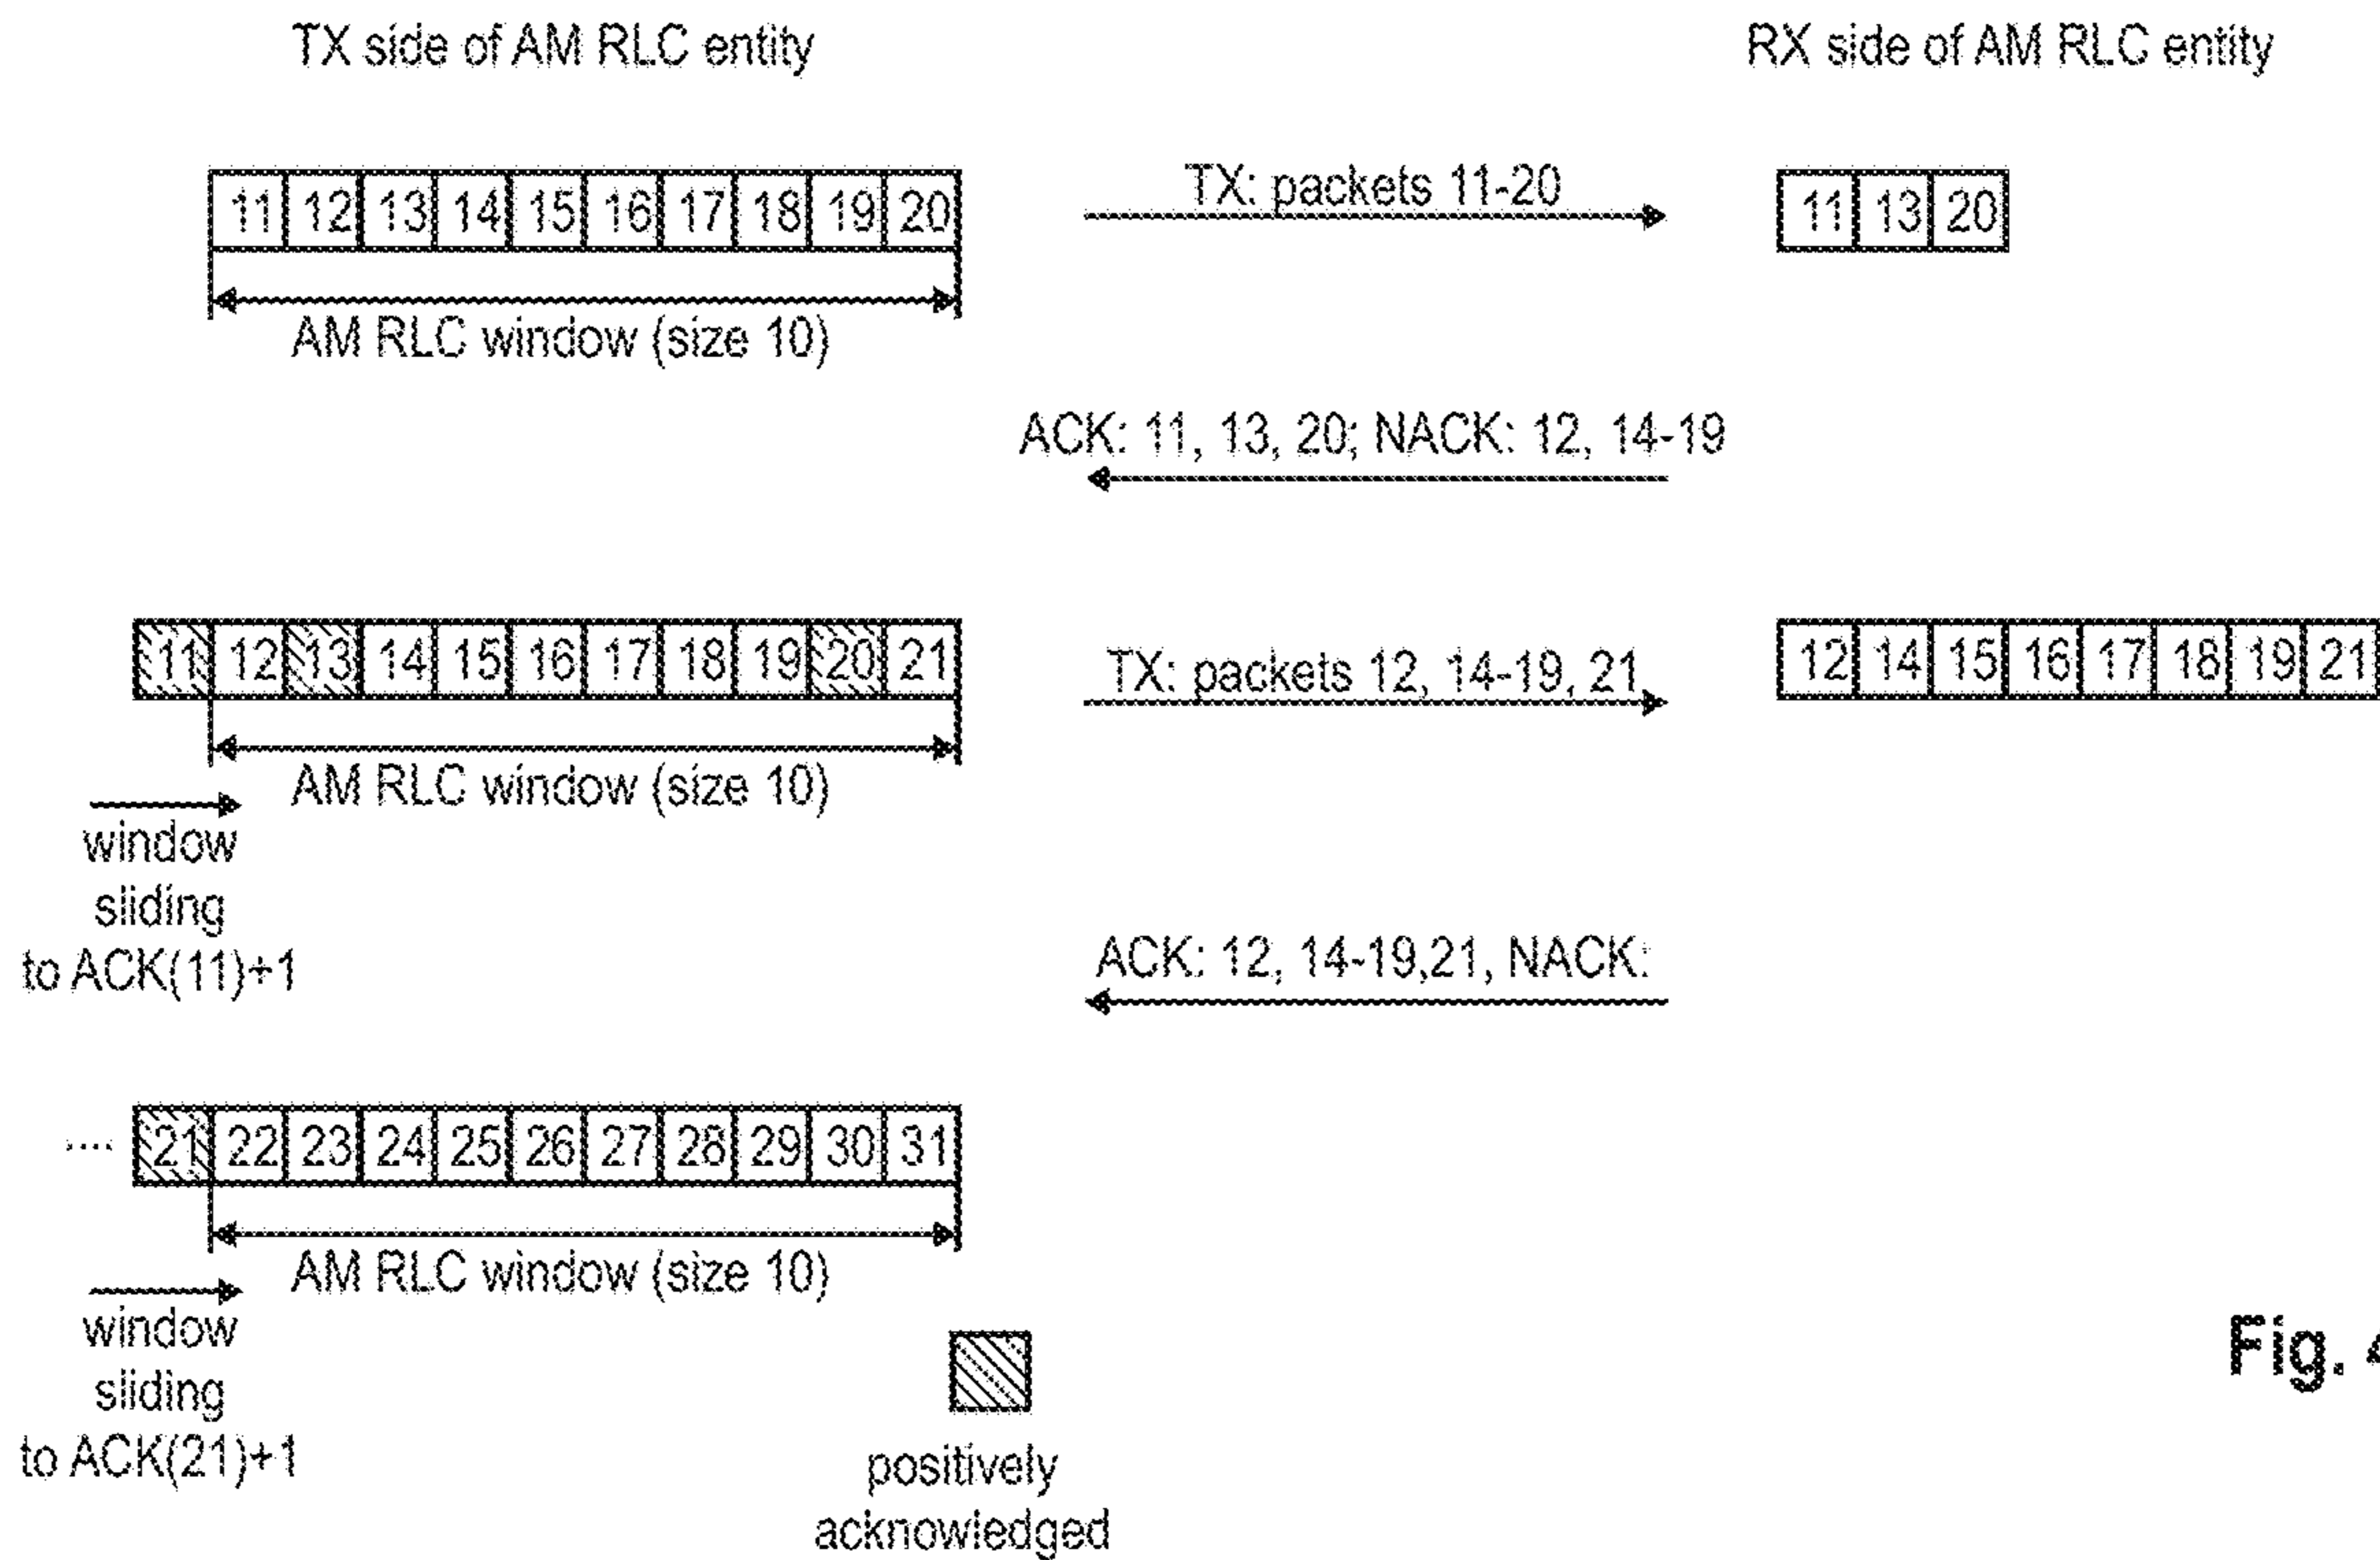 TX side of AM RLC entity
RX side of AM RLC entity
11 12 13 14 15 16 17 18 19 20
TX: packets 11-20
11 13 20
AM RLC window (size 10)
ACK: 11, 13, 20; NACK: 12, 14-19
11 12 13 14 15 16 17 18 19 20 21
TX: packets 12, 14-19, 21
12 14 15 16 17 18 19 21
AM RLC window (size 10)
window
sliding
to ACK(11)+1
ACK: 12, 14-19,21, NACK:
.... 21 22 23 24 25 26 27 28 29 30 31
AM RLC window (size 10)
window
sliding
to ACK(21)+1
positively
acknowledged
Fig. 4